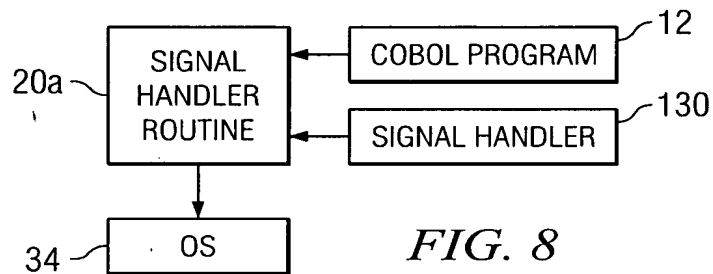 20a
SIGNAL
HANDLER
ROUTINE
COBOL PROGRAM
12
SIGNAL HANDLER
130
34
OS
FIG. 8